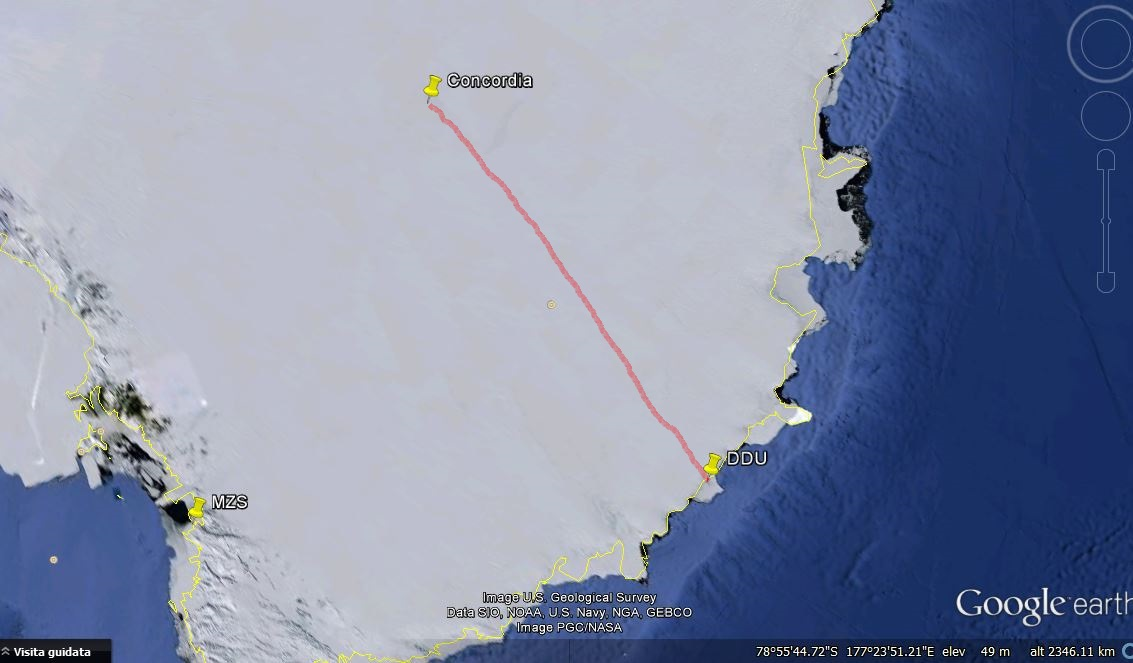 Concordia
DDU
MZS
Image U.S. Geological Survey
Data SIO, NOAA, U.S. Navy, NGA, GEBCO
Image PGC/NASA
Google earth
Visita guidata
78°55'44.72"S 177°23'51.21"E elev 49 m alt 2346.11 km